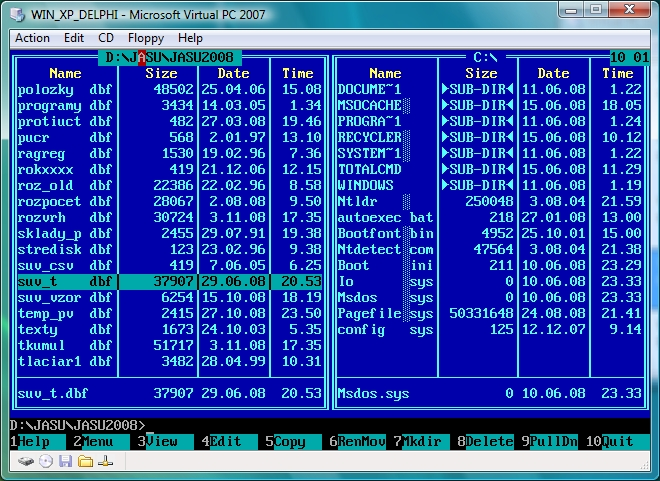 WIN_XP_DELPHI - Microsoft Virtual PC 2007
Action Edit CD Floppy Help
D:\JASU\JASU2008 C:\ 10 01
Name Size Date Time Name Size Date Time
polozky dbf 48502 25.04.06 15.08 DOCUME~1 ►SUB-DIR◄ 11.06.08 1.22
programy dbf 3434 14.03.05 1.34 MSOCACHE ►SUB-DIR◄ 15.06.08 18.05
protiuct dbf 482 27.03.08 19.46 PROGRA~1 ►SUB-DIR◄ 11.06.08 1.24
pucr dbf 568 2.01.97 13.10 RECYCLER ►SUB-DIR◄ 15.06.08 10.12
ragreg dbf 1530 19.02.96 7.36 SYSTEM~1 ►SUB-DIR◄ 11.06.08 1.22
rokxxxx dbf 419 21.12.06 12.15 TOTALCMD ►SUB-DIR◄ 15.06.08 11.29
roz_old dbf 22386 22.02.96 8.58 WINDOWS ►SUB-DIR◄ 11.06.08 1.19
rozpocet dbf 28067 2.08.08 9.50 Ntldr 250048 3.08.04 21.59
rozvrh dbf 30724 3.11.08 17.35 autoexec bat 218 27.01.08 13.00
sklady_p dbf 2455 29.07.91 19.38 Bootfont bin 4952 25.10.01 15.00
stredisk dbf 123 23.02.96 9.38 Ntdetect com 47564 3.08.04 21.38
suv_csv dbf 419 7.06.05 6.25 Boot ini 211 10.06.08 23.29
suv_t dbf 37907 29.06.08 20.53 Io sys 0 10.06.08 23.33
suv_vzor dbf 6254 15.10.08 18.19 Msdos sys 0 10.06.08 23.33
temp_pv dbf 2415 27.10.08 23.50 Pagefile sys 50331648 24.08.08 21.41
texty dbf 1673 24.10.03 5.35 config sys 125 12.12.07 9.14
tkumul dbf 51717 3.11.08 17.35
tlaciar1 dbf 3482 28.04.99 10.31
suv_t.dbf 37907 29.06.08 20.53 Msdos.sys 0 10.06.08 23.33
D:\JASU\JASU2008>
1Help 2Menu 3View 4Edit 5Copy 6RenMov 7Mkdir 8Delete 9PullDn 10Quit